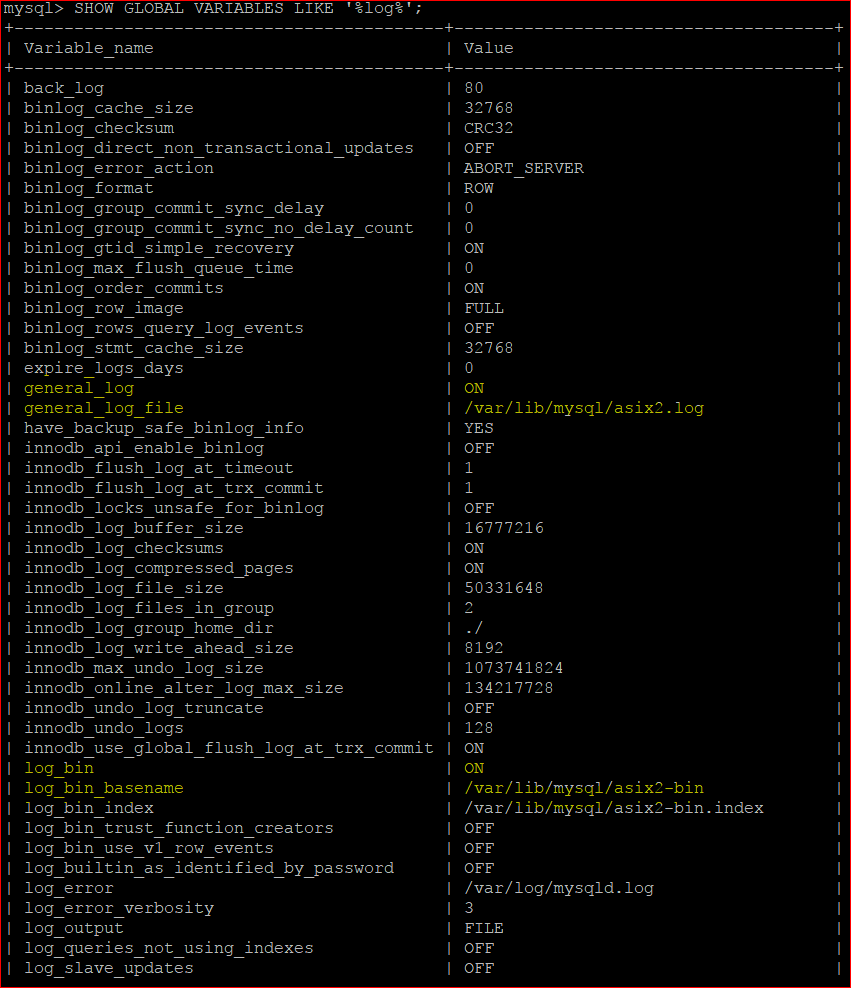 mysql> SHOW GLOBAL VARIABLES LIKE '%log%';
+-------------------------------------------+--------------------------------------+
| Variable_name | Value |
+-------------------------------------------+--------------------------------------+
| back_log | 80 |
| binlog_cache_size | 32768 |
| binlog_checksum | CRC32 |
| binlog_direct_non_transactional_updates | OFF |
| binlog_error_action | ABORT_SERVER |
| binlog_format | ROW |
| binlog_group_commit_sync_delay | 0 |
| binlog_group_commit_sync_no_delay_count | 0 |
| binlog_gtid_simple_recovery | ON |
| binlog_max_flush_queue_time | 0 |
| binlog_order_commits | ON |
| binlog_row_image | FULL |
| binlog_rows_query_log_events | OFF |
| binlog_stmt_cache_size | 32768 |
| expire_logs_days | 0 |
| general_log | ON |
| general_log_file | /var/lib/mysql/asix2.log |
| have_backup_safe_binlog_info | YES |
| innodb_api_enable_binlog | OFF |
| innodb_flush_log_at_timeout | 1 |
| innodb_flush_log_at_trx_commit | 1 |
| innodb_locks_unsafe_for_binlog | OFF |
| innodb_log_buffer_size | 16777216 |
| innodb_log_checksums | ON |
| innodb_log_compressed_pages | ON |
| innodb_log_file_size | 50331648 |
| innodb_log_files_in_group | 2 |
| innodb_log_group_home_dir | ./ |
| innodb_log_write_ahead_size | 8192 |
| innodb_max_undo_log_size | 1073741824 |
| innodb_online_alter_log_max_size | 134217728 |
| innodb_undo_log_truncate | OFF |
| innodb_undo_logs | 128 |
| innodb_use_global_flush_log_at_trx_commit | ON |
| log_bin | ON |
| log_bin_basename | /var/lib/mysql/asix2-bin |
| log_bin_index | /var/lib/mysql/asix2-bin.index |
| log_bin_trust_function_creators | OFF |
| log_bin_use_v1_row_events | OFF |
| log_builtin_as_identified_by_password | OFF |
| log_error | /var/log/mysqld.log |
| log_error_verbosity | 3 |
| log_output | FILE |
| log_queries_not_using_indexes | OFF |
| log_slave_updates | OFF |